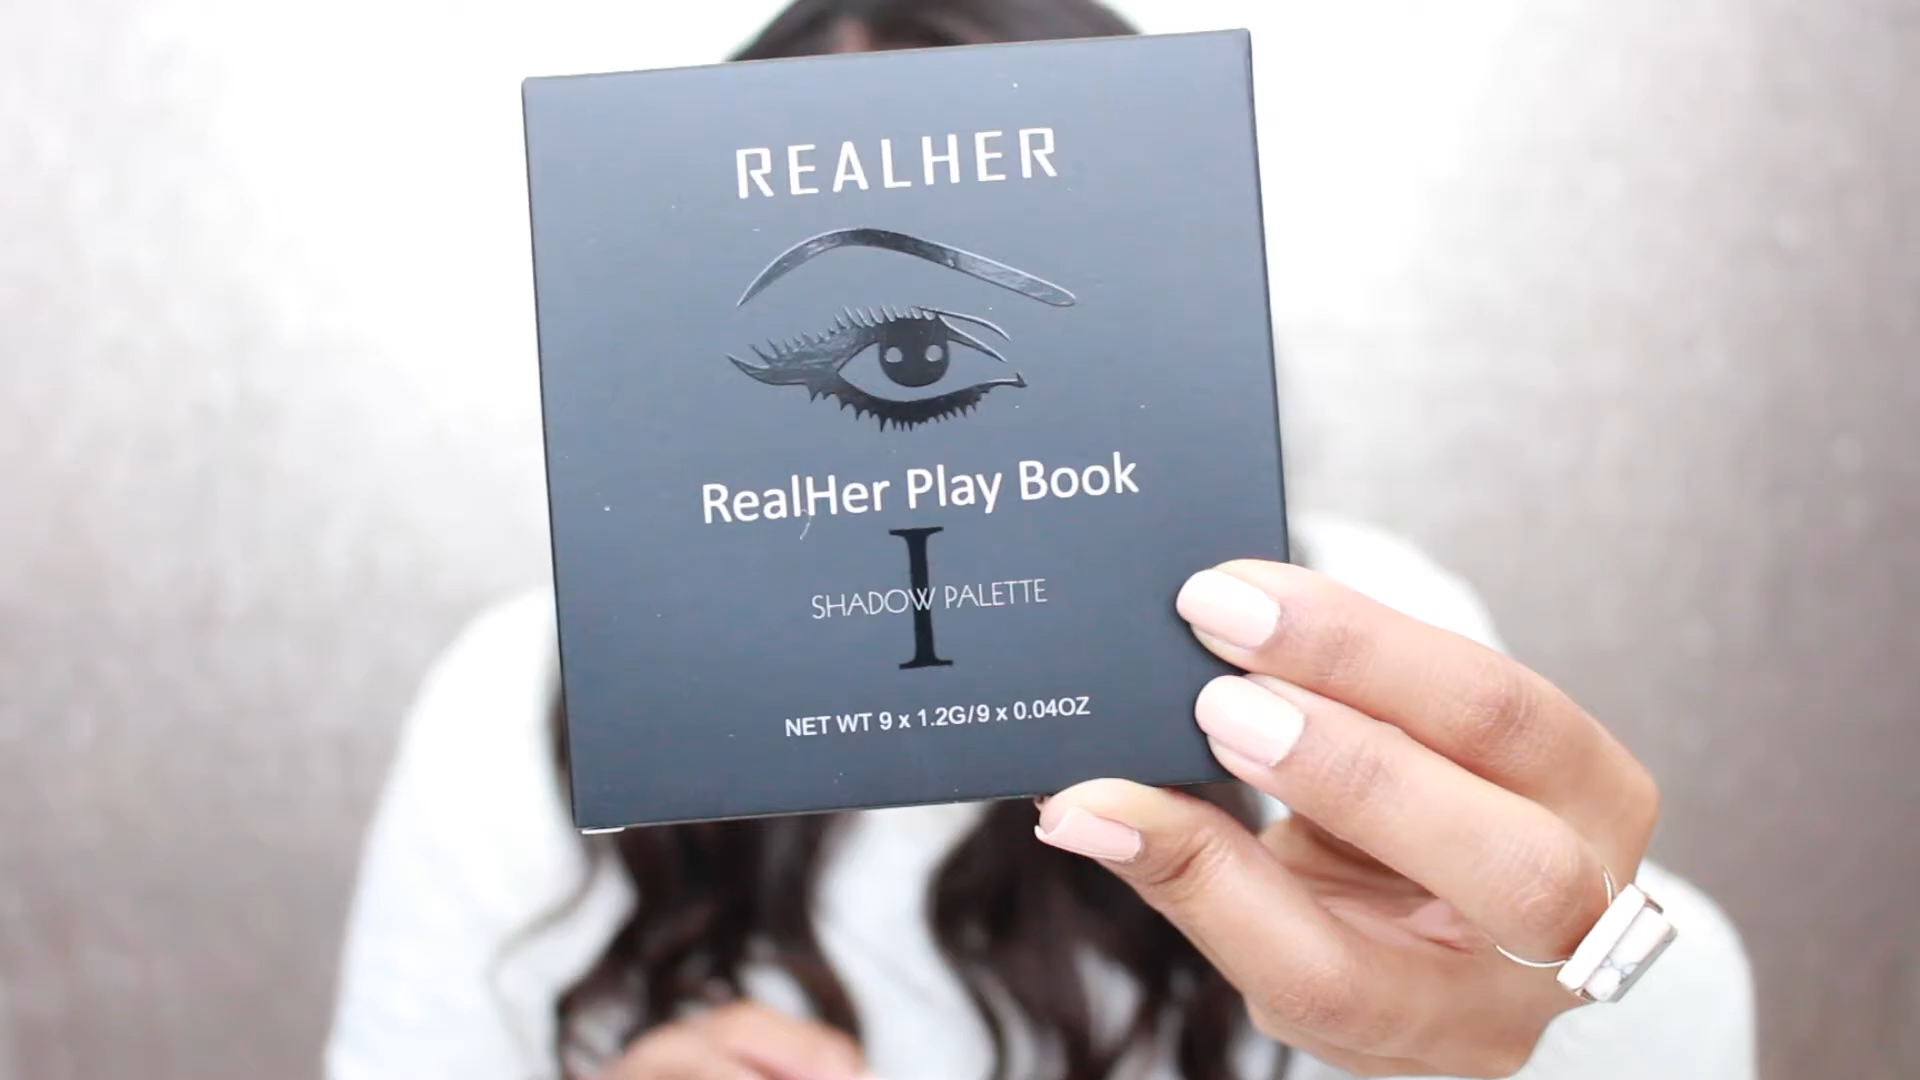 REALHER
RealHer Play Book
I
SHADOW PALETTE
NET WT 9 x 1.2G/9 x 0.04OZ